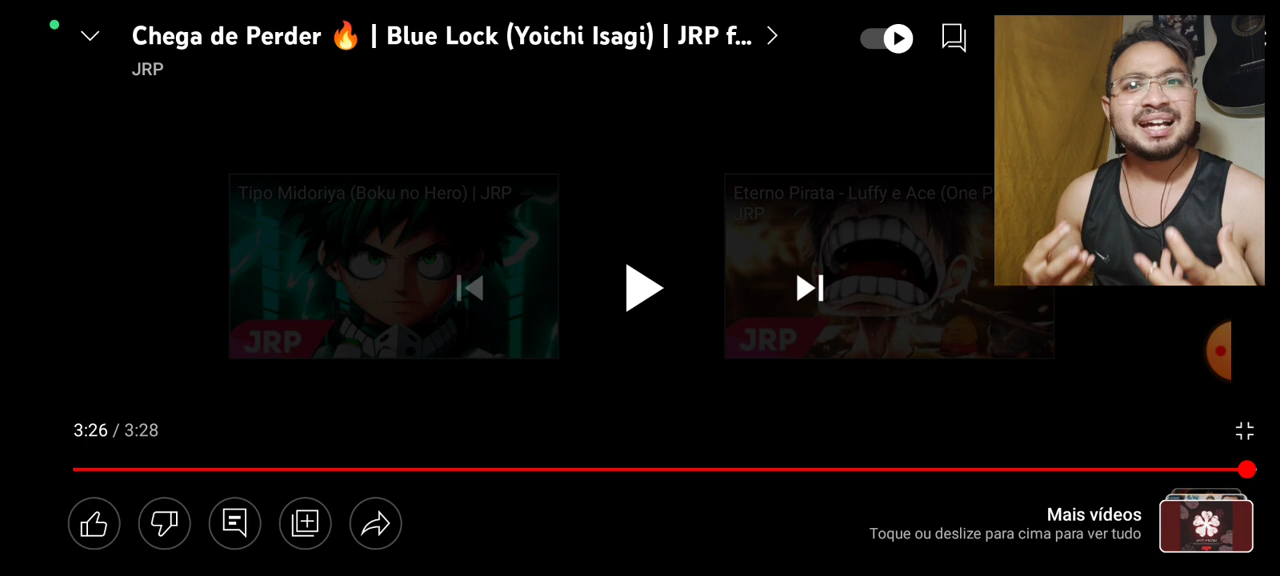 Chega de Perder 🔥 | Blue Lock (Yoichi Isagi) | JRP f...
JRP
Tipo Midoriya (Boku no Hero) | JRP
Eterno Pirata - Luffy e Ace (One P
JRP
JRP
JRP
3:26 / 3:28
Mais vídeos
Toque ou deslize para cima para ver tudo